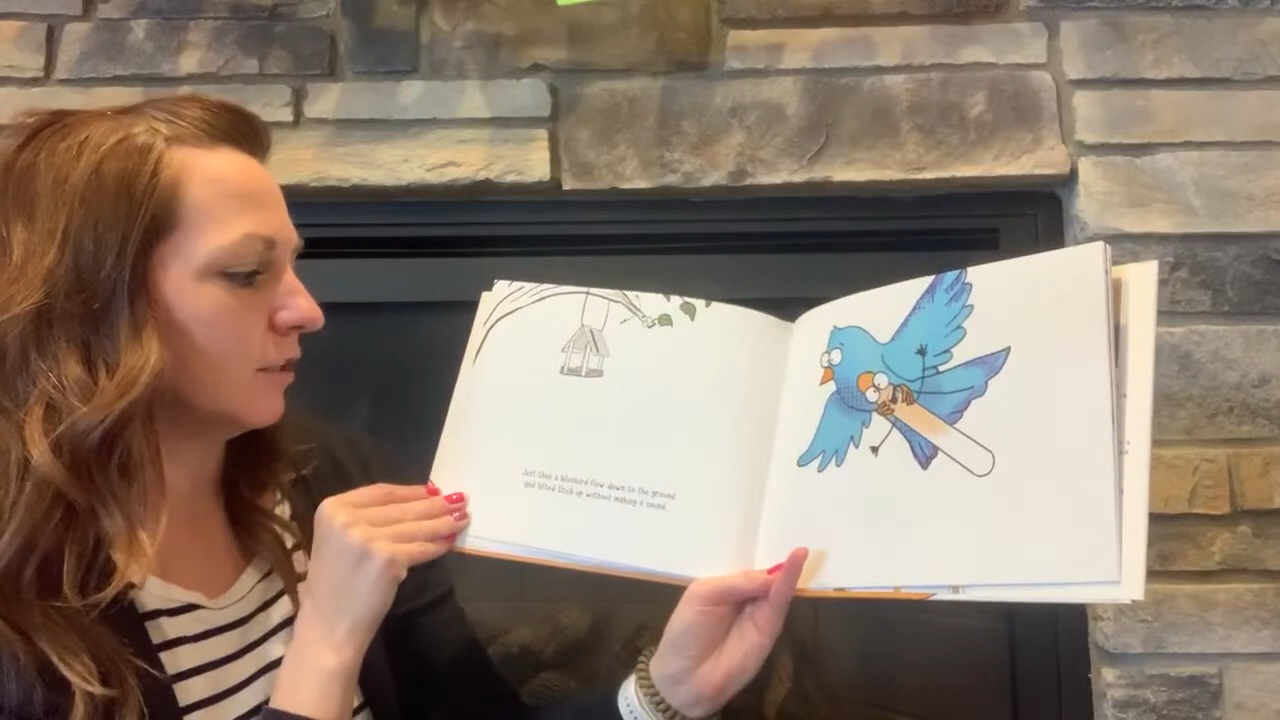 Just then a bluebird flew down to the ground
and lifted Stick up without making a sound.